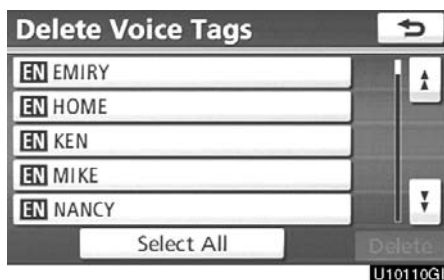 Delete Voice Tags
EN EMIRY
EN HOME
EN KEN
EN MIKE
EN NANCY
Select All Delete
U10110G